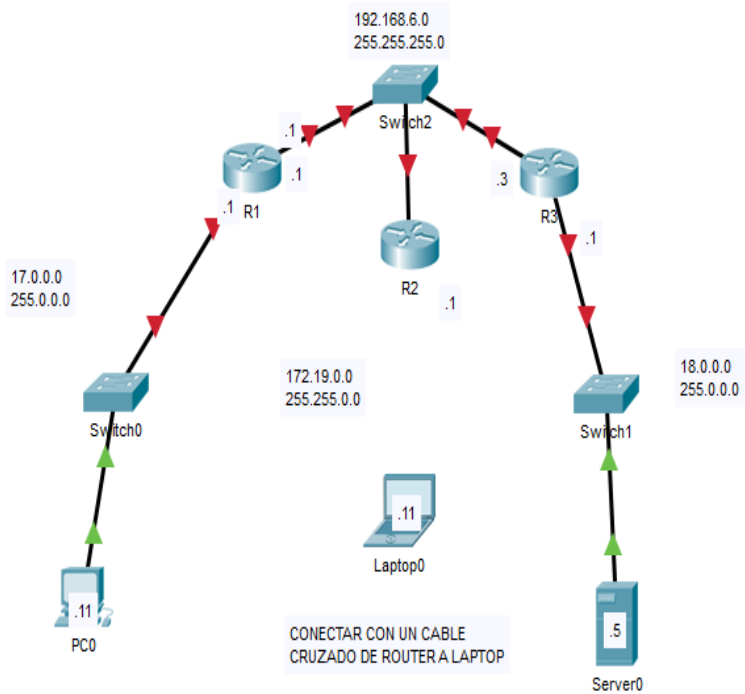 192.168.6.0
255.255.255.0
Switch2
.1
.1
.1
R1
.3
R3
.1
R2
.1
17.0.0.0
255.0.0.0
172.19.0.0
255.255.0.0
18.0.0.0
255.0.0.0
Switch0
Switch1
.11
Laptop0
.11
PC0
CONECTAR CON UN CABLE
CRUZADO DE ROUTER A LAPTOP
.5
Server0